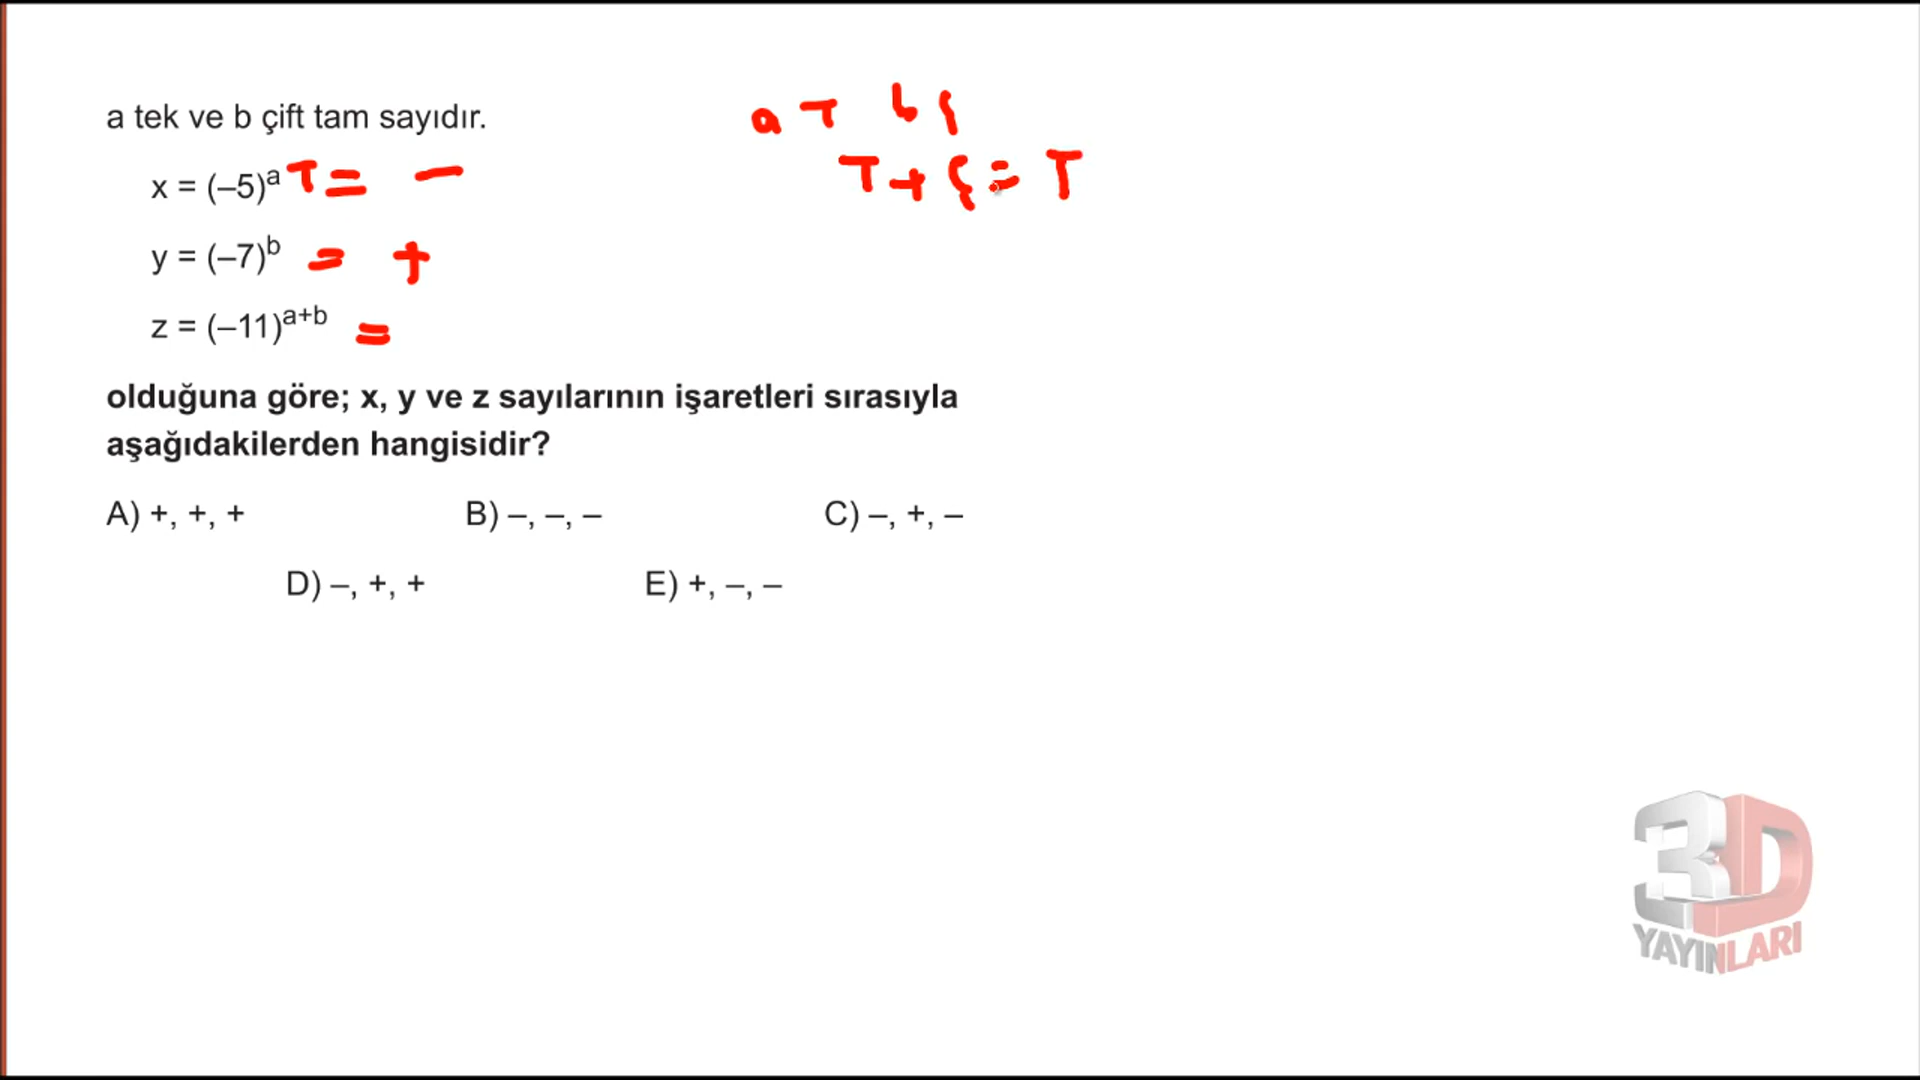 a tek ve b çift tam sayıdır.
a T b Ç
x = (–5)^a T = –
T + Ç = T
y = (–7)^b = +
z = (–11)^a+b =
olduğuna göre; x, y ve z sayılarının işaretleri sırasıyla
aşağıdakilerden hangisidir?
A) +, +, + B) –, –, – C) –, +, –
D) –, +, + E) +, –, –
3D
YAYINLARI